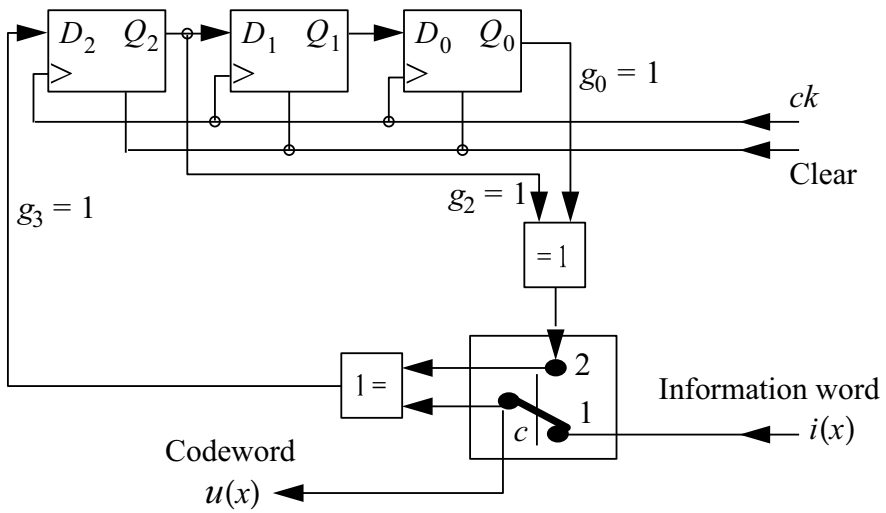 D₂ Q₂ D₁ Q₁ D₀ Q₀
g₀ = 1
ck
Clear
g₃ = 1
g₂ = 1
= 1
2
1 =
1
c
Information word
i(x)
Codeword
u(x)